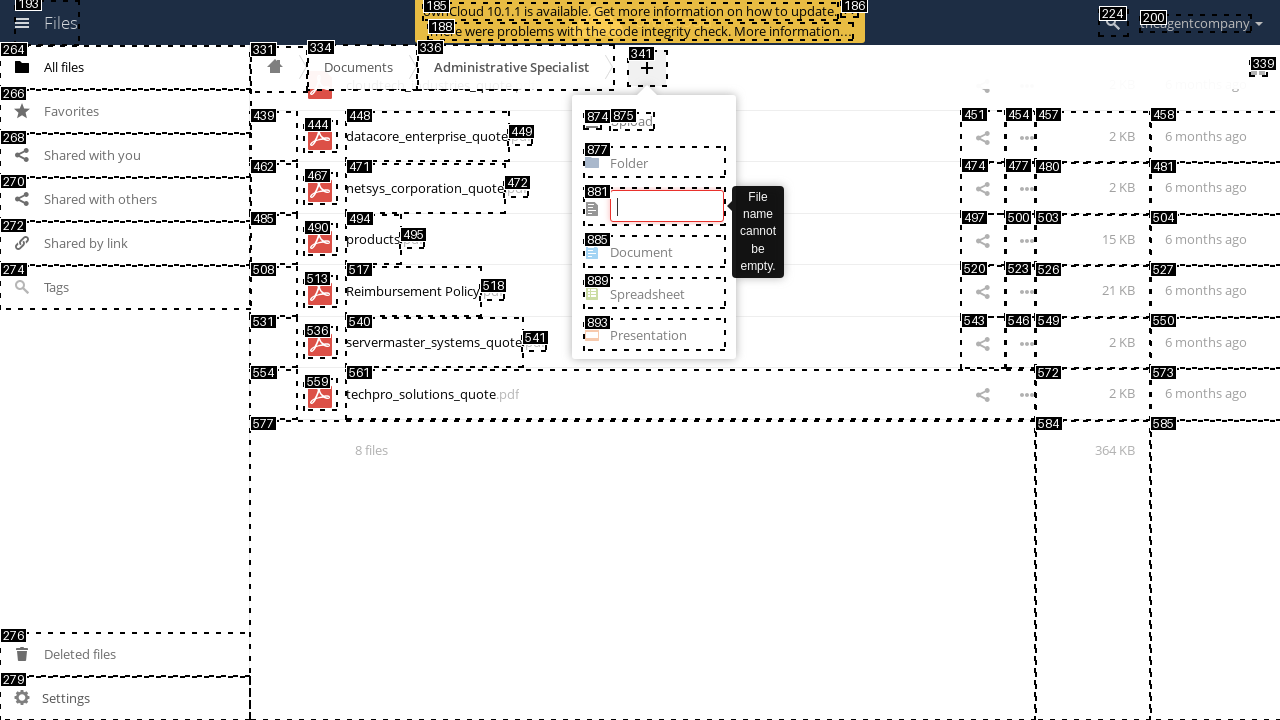 193
Files
185
ownCloud 10.1.1 is available. Get more information on how to update.
186
188
There were problems with the code integrity check. More information…
224
200
theagentcompany
264
All files
266
Favorites
268
Shared with you
270
Shared with others
272
Shared by link
274
Tags
276
Deleted files
279
Settings
331
334
Documents
336
Administrative Specialist
341
+
339
439
444
448
datacore_enterprise_quote
449
451
454
457
2 KB
458
6 months ago
462
467
471
netsys_corporation_quote
472
474
477
480
2 KB
481
6 months ago
485
490
494
products
495
497
500
503
15 KB
504
6 months ago
508
513
517
Reimbursement Policy
518
520
523
526
21 KB
527
6 months ago
531
536
540
servermaster_systems_quote
541
543
546
549
2 KB
550
6 months ago
554
559
561
techpro_solutions_quote.pdf
572
2 KB
573
6 months ago
577
8 files
584
364 KB
585
874
875
Upload
877
Folder
881
885
Document
889
Spreadsheet
893
Presentation
File
name
cannot
be
empty.